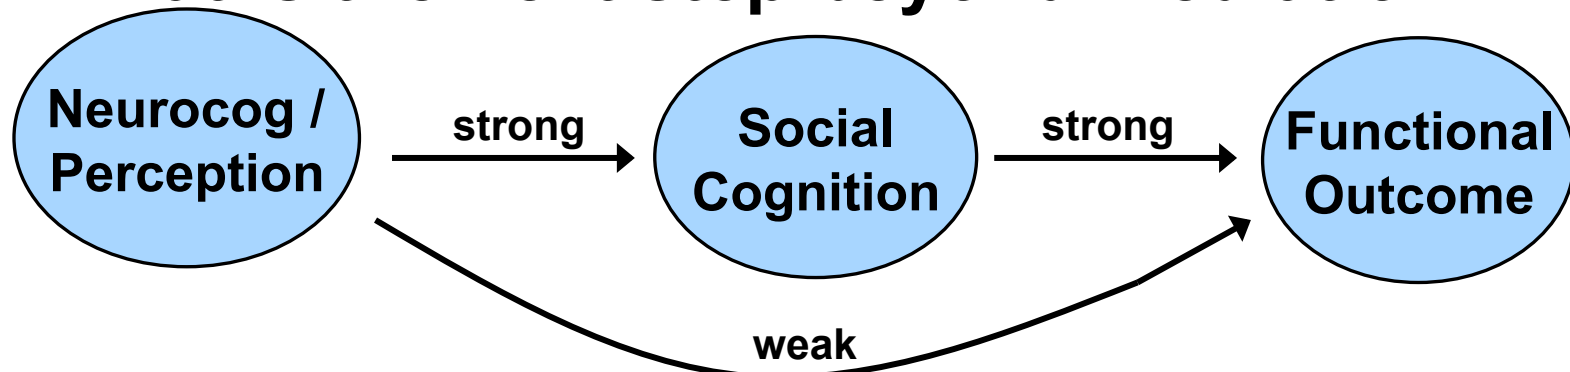 Neurocog /
Perception
strong
Social
Cognition
strong
Functional
Outcome
weak